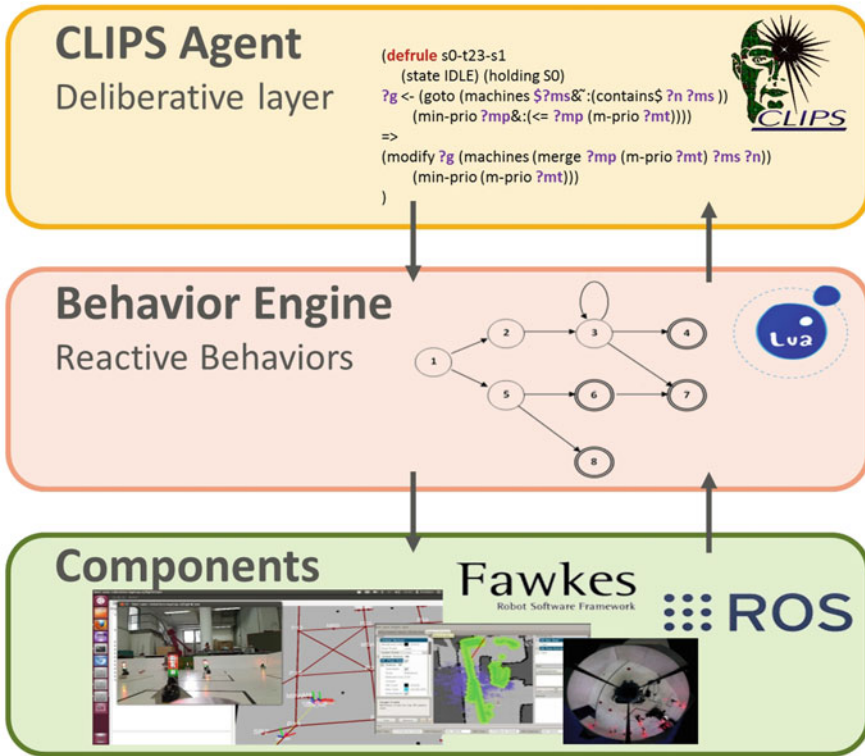 CLIPS Agent
Deliberative layer
(defrule s0-t23-s1
(state IDLE) (holding S0)
?g <- (goto (machines $?ms&~:(contains$ ?n ?ms ))
(min-prio ?mp&:(<= ?mp (m-prio ?mt))))
=>
(modify ?g (machines (merge ?mp (m-prio ?mt) ?ms ?n))
(min-prio (m-prio ?mt)))
)
CLIPS
Behavior Engine
Reactive Behaviors
1
2
3
4
5
6
7
8
Lua
Components
Fawkes
Robot Software Framework
ROS